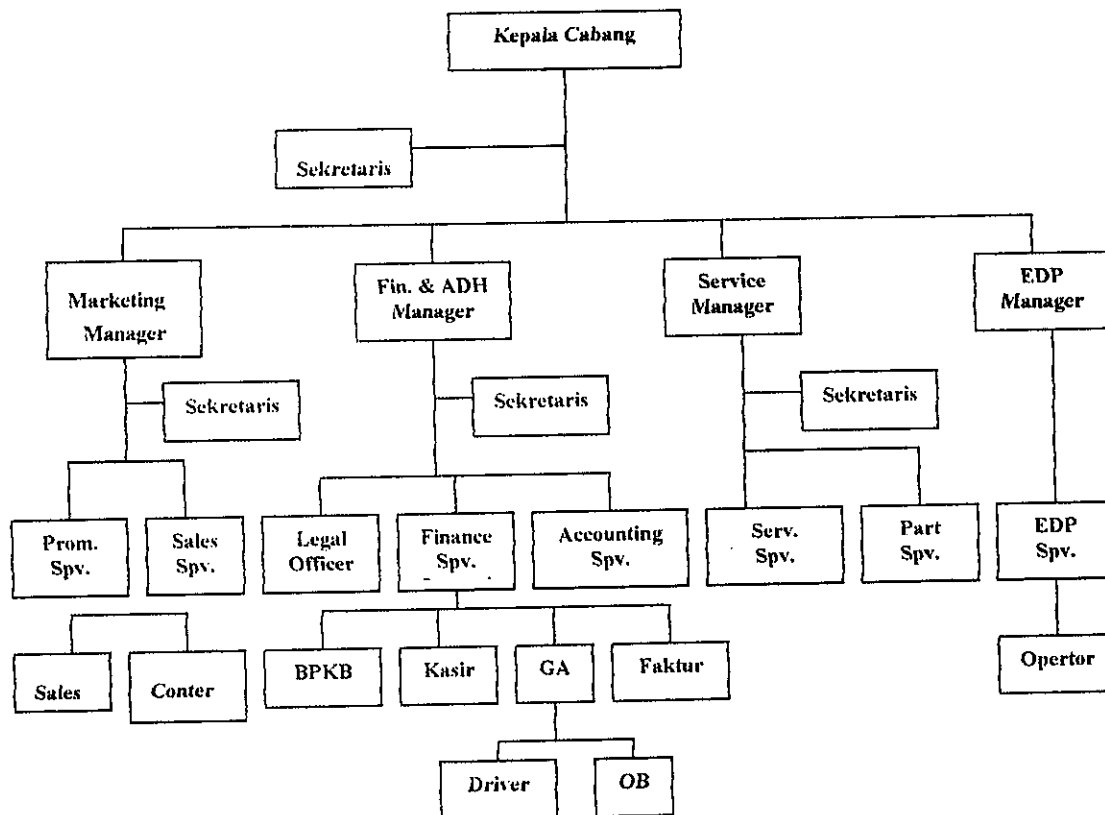 Kepala Cabang
Sekretaris
Marketing
Manager
Fin. & ADH
Manager
Service
Manager
EDP
Manager
Sekretaris
Sekretaris
Sekretaris
Prom.
Spv.
Sales
Spv.
Legal
Officer
Finance
Spv.
Accounting
Spv.
Serv.
Spv.
Part
Spv.
EDP
Spv.
Sales
Conter
BPKB
Kasir
GA
Faktur
Opertor
Driver
OB